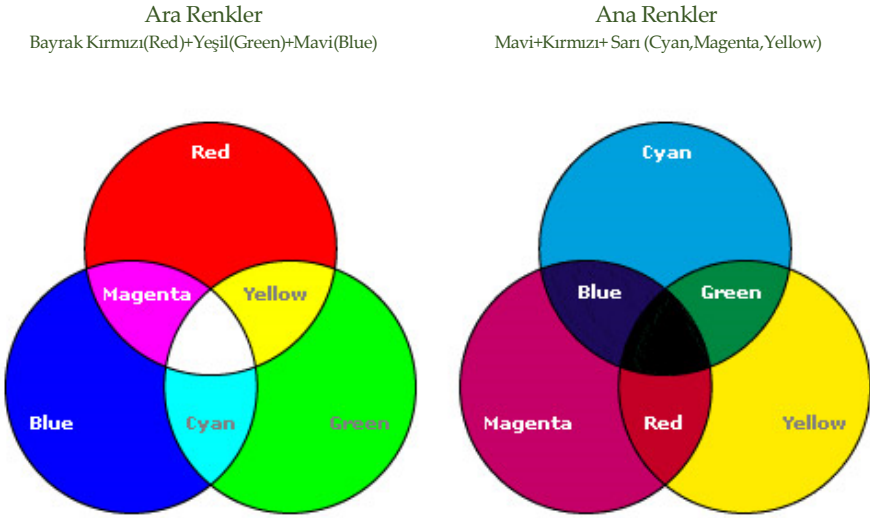 Ara Renkler
Bayrak Kırmızı(Red)+Yeşil(Green)+Mavi(Blue)
Red
Magenta
Yellow
Blue
Cyan
Green
Ana Renkler
Mavi+Kırmızı+ Sarı (Cyan,Magenta,Yellow)
Cyan
Blue
Green
Magenta
Red
Yellow